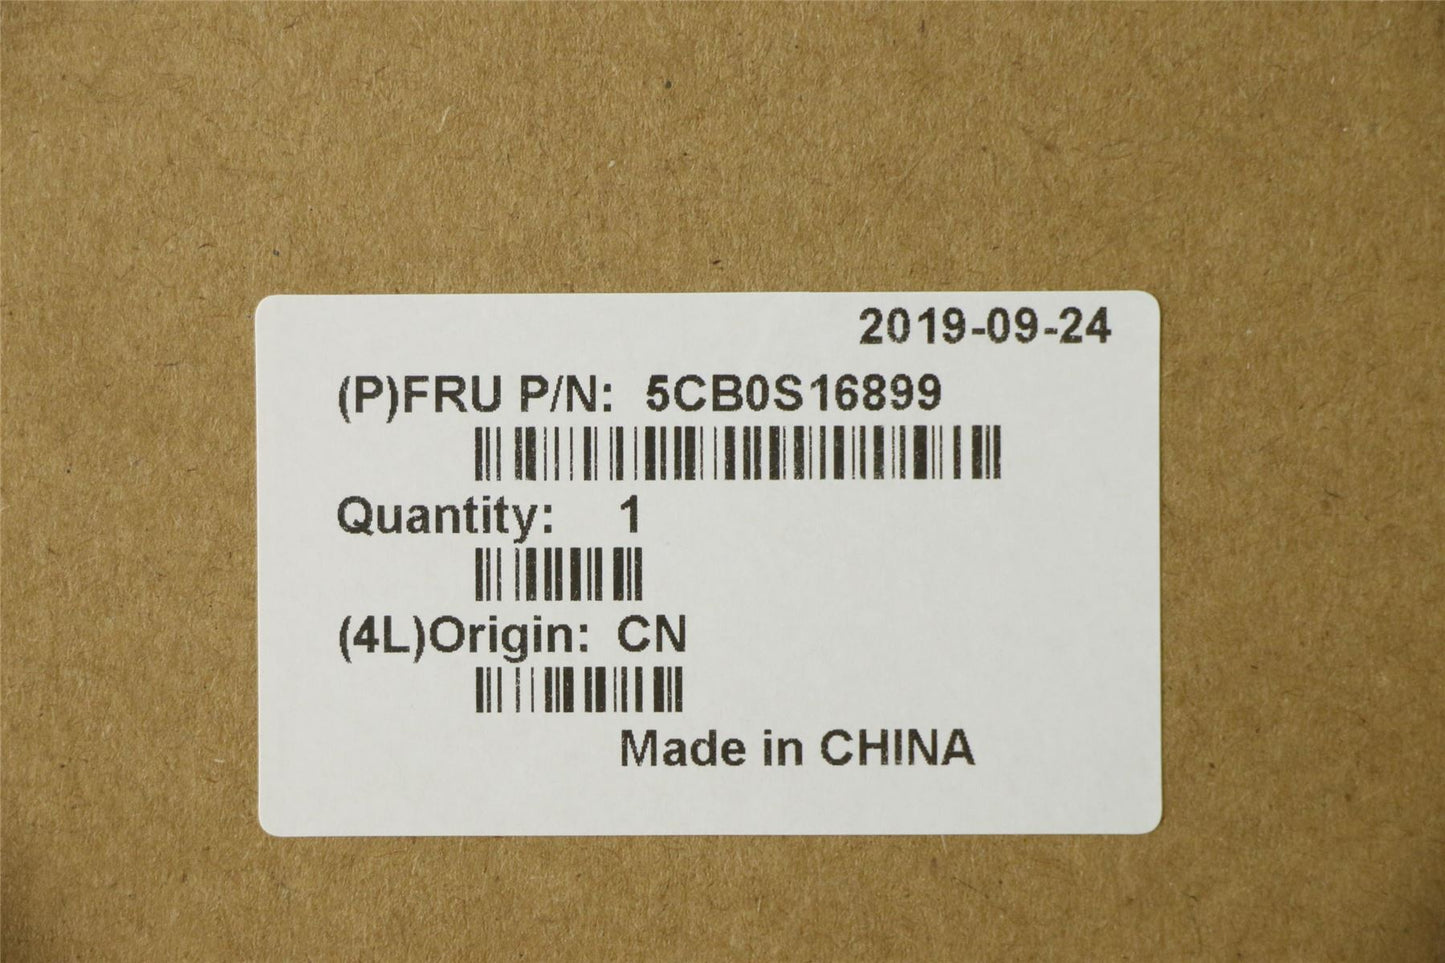 2019-09-24
(P)FRU P/N: 5CB0S16899
Quantity: 1
(4L)Origin: CN
Made in CHINA